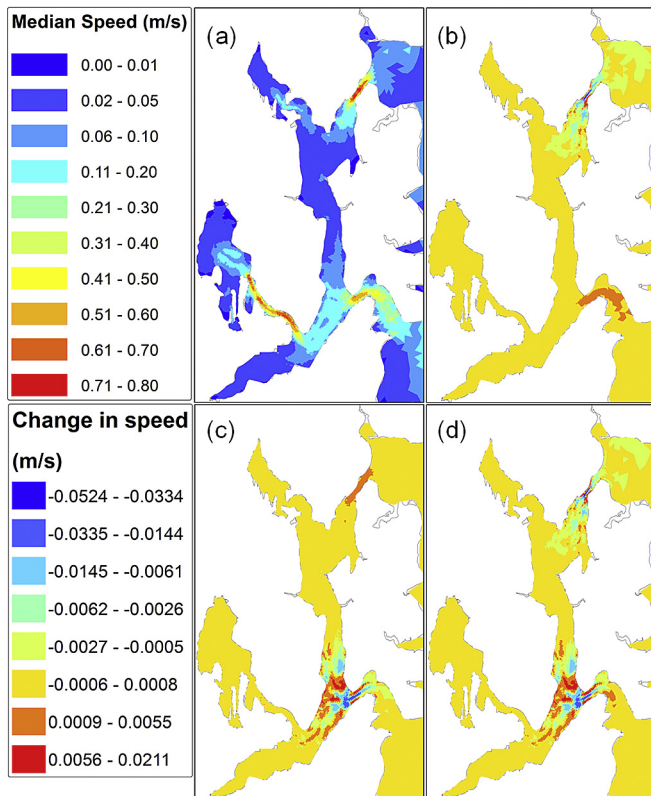 Median Speed (m/s)
0.00 - 0.01
0.02 - 0.05
0.06 - 0.10
0.11 - 0.20
0.21 - 0.30
0.31 - 0.40
0.41 - 0.50
0.51 - 0.60
0.61 - 0.70
0.71 - 0.80
(a)
(b)
Change in speed
(m/s)
-0.0524 - -0.0334
-0.0335 - -0.0144
-0.0145 - -0.0061
-0.0062 - -0.0026
-0.0027 - -0.0005
-0.0006 - 0.0008
0.0009 - 0.0055
0.0056 - 0.0211
(c)
(d)